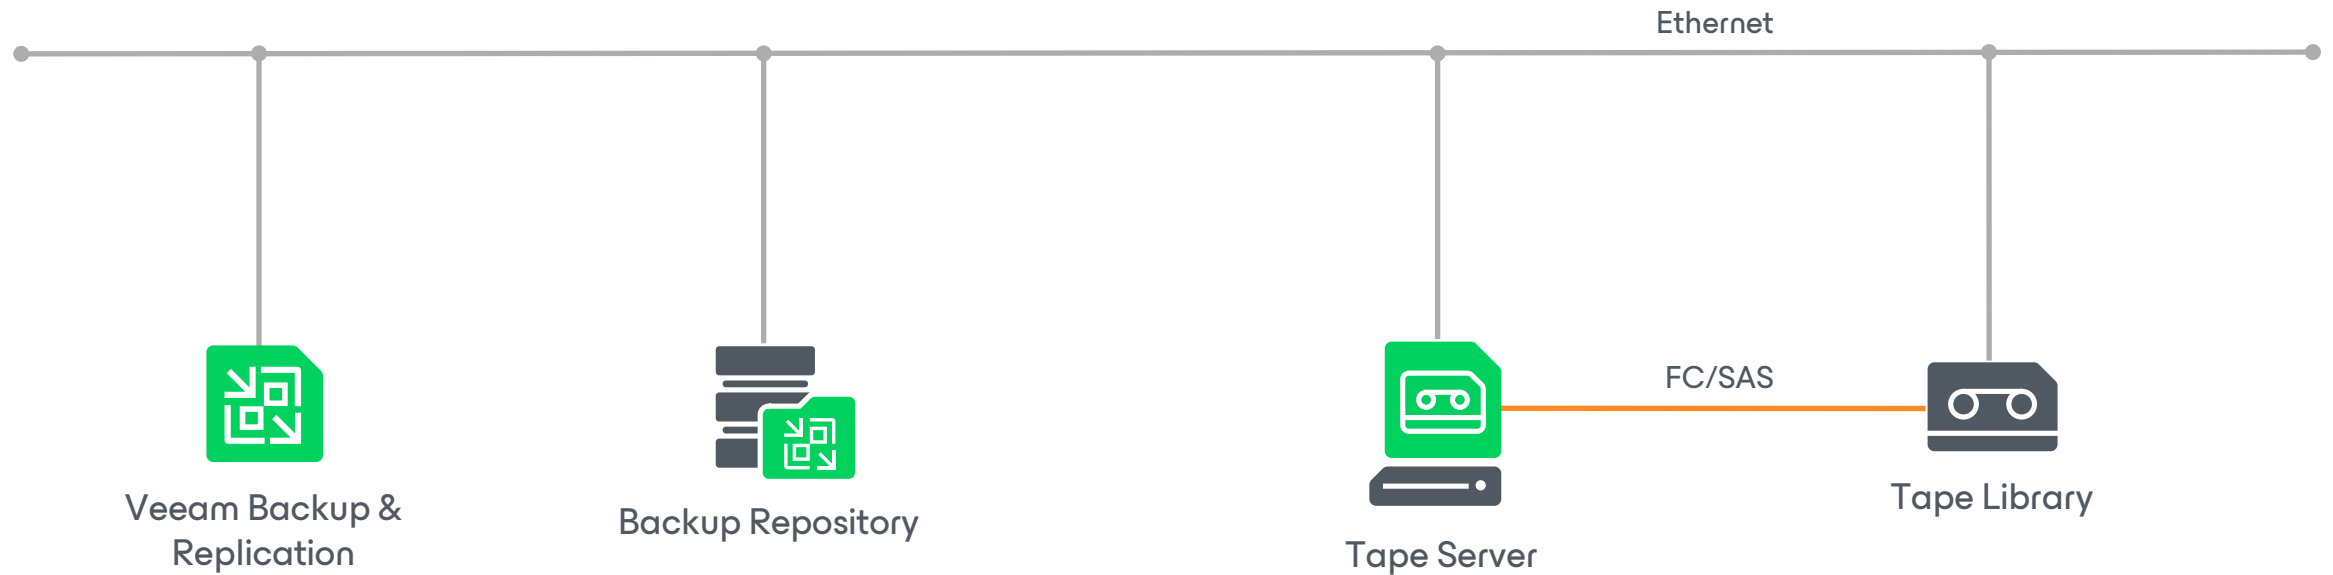 Ethernet
FC/SAS
Veeam Backup &
Replication
Backup Repository
Tape Server
Tape Library